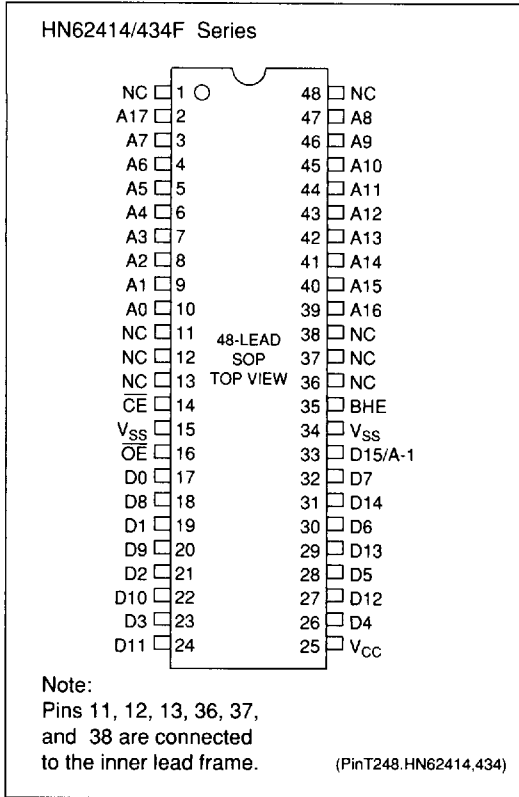 HN62414/434F Series
NC 1 48 NC
A17 2 47 A8
A7 3 46 A9
A6 4 45 A10
A5 5 44 A11
A4 6 43 A12
A3 7 42 A13
A2 8 41 A14
A1 9 40 A15
A0 10 39 A16
NC 11 38 NC
NC 12 37 NC
NC 13 36 NC
48-LEAD
SOP
TOP VIEW
C̅E̅ 14 35 BHE
VSS 15 34 VSS
O̅E̅ 16 33 D15/A-1
D0 17 32 D7
D8 18 31 D14
D1 19 30 D6
D9 20 29 D13
D2 21 28 D5
D10 22 27 D12
D3 23 26 D4
D11 24 25 VCC
Note:
Pins 11, 12, 13, 36, 37,
and 38 are connected
to the inner lead frame.
(PinT248.HN62414,434)